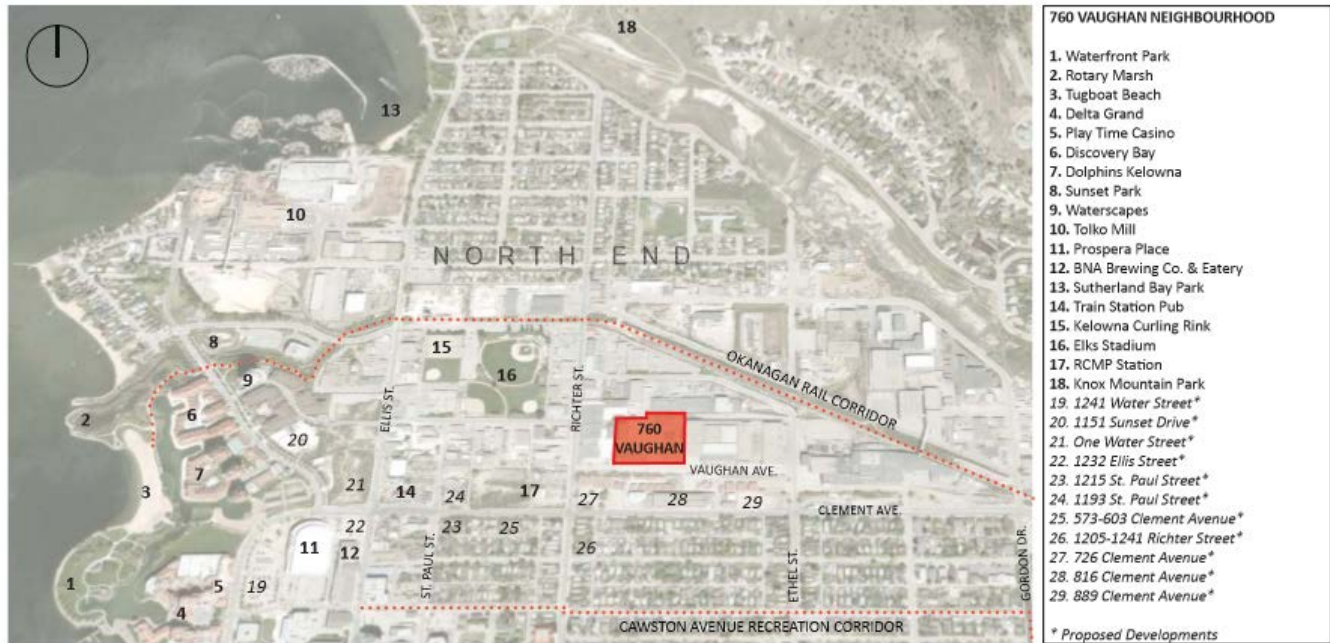 18
13
10
NORTH END
8
15
9
16
OKANAGAN RAIL CORRIDOR
ELLIS ST.
RICHTER ST.
2
6
20
760
VAUGHAN
VAUGHAN AVE.
7
3
21
14
24
17
27
28
29
CLEMENT AVE.
22
23
25
11
12
26
ST. PAUL ST.
ETHEL ST.
GORDON DR.
1
5
19
4
CAWSTON AVENUE RECREATION CORRIDOR
760 VAUGHAN NEIGHBOURHOOD
1. Waterfront Park
2. Rotary Marsh
3. Tugboat Beach
4. Delta Grand
5. Play Time Casino
6. Discovery Bay
7. Dolphins Kelowna
8. Sunset Park
9. Waterscapes
10. Tolko Mill
11. Prospera Place
12. BNA Brewing Co. & Eatery
13. Sutherland Bay Park
14. Train Station Pub
15. Kelowna Curling Rink
16. Elks Stadium
17. RCMP Station
18. Knox Mountain Park
19. 1241 Water Street*
20. 1151 Sunset Drive*
21. One Water Street*
22. 1232 Ellis Street*
23. 1215 St. Paul Street*
24. 1193 St. Paul Street*
25. 573-603 Clement Avenue*
26. 1205-1241 Richter Street*
27. 726 Clement Avenue*
28. 816 Clement Avenue*
29. 889 Clement Avenue*
* Proposed Developments